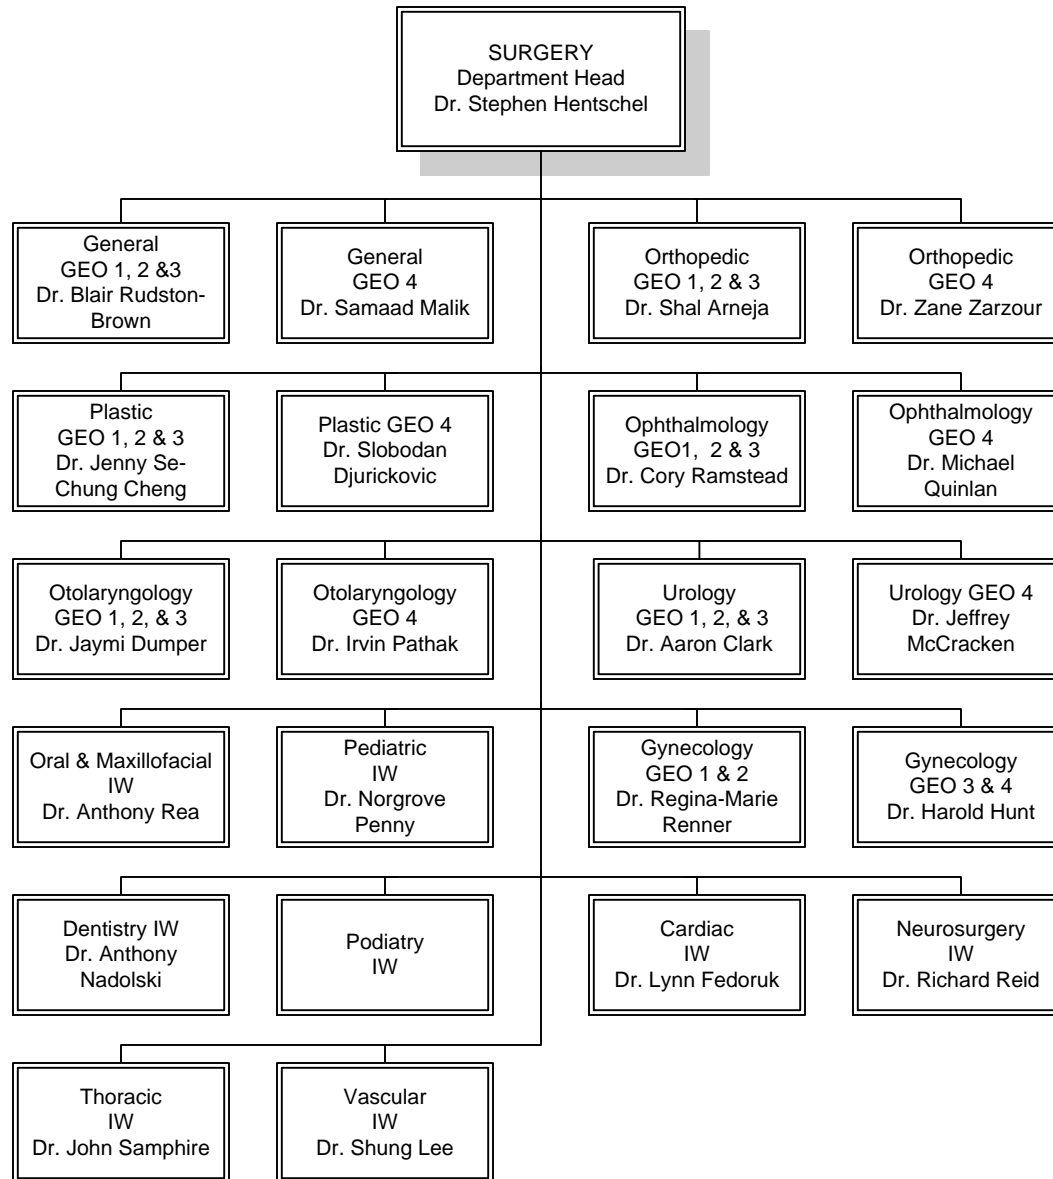 SURGERY
Department Head
Dr. Stephen Hentschel
General
GEO 1, 2 &3
Dr. Blair Rudston-
Brown
General
GEO 4
Dr. Samaad Malik
Orthopedic
GEO 1, 2 & 3
Dr. Shal Arneja
Orthopedic
GEO 4
Dr. Zane Zarzour
Plastic
GEO 1, 2 & 3
Dr. Jenny Se-
Chung Cheng
Plastic GEO 4
Dr. Slobodan
Djurickovic
Ophthalmology
GEO1,  2 & 3
Dr. Cory Ramstead
Ophthalmology
GEO 4
Dr. Michael
Quinlan
Otolaryngology
GEO 1, 2, & 3
Dr. Jaymi Dumper
Otolaryngology
GEO 4
Dr. Irvin Pathak
Urology
GEO 1, 2, & 3
Dr. Aaron Clark
Urology GEO 4
Dr. Jeffrey
McCracken
Oral & Maxillofacial
IW
Dr. Anthony Rea
Pediatric
IW
Dr. Norgrove
Penny
Gynecology
GEO 1 & 2
Dr. Regina-Marie
Renner
Gynecology
GEO 3 & 4
Dr. Harold Hunt
Dentistry IW
Dr. Anthony
Nadolski
Podiatry
IW
Cardiac
IW
Dr. Lynn Fedoruk
Neurosurgery
IW
Dr. Richard Reid
Thoracic
IW
Dr. John Samphire
Vascular
IW
Dr. Shung Lee